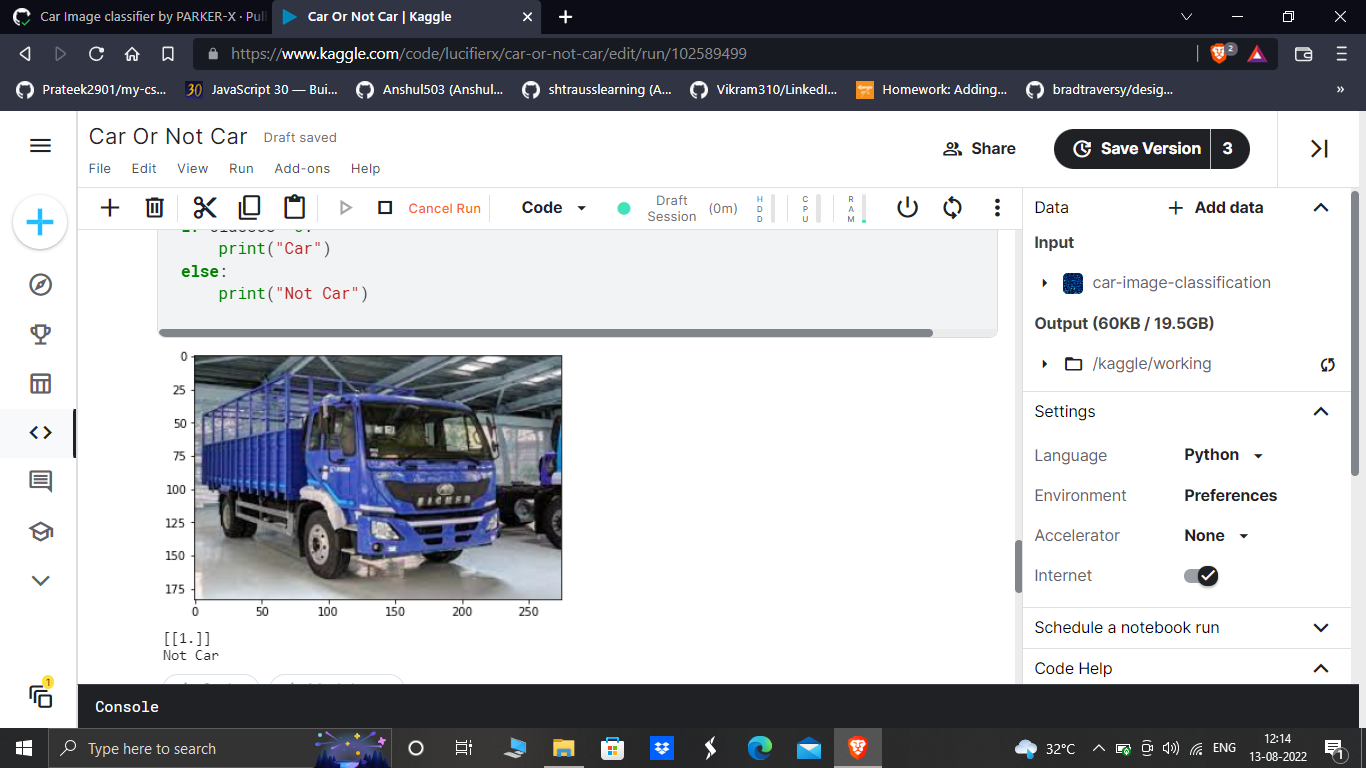 Car Image classifier by PARKER-X · Pul
Car Or Not Car | Kaggle
https://www.kaggle.com/code/lucifierx/car-or-not-car/edit/run/102589499
2
Prateek2901/my-cs...
30 JavaScript 30 — Bui...
Anshul503 (Anshul...
shtrausslearning (A...
Vikram310/LinkedI...
Homework: Adding...
bradtraversy/desig...
»
Car Or Not Car Draft saved
File Edit View Run Add-ons Help
Share
Save Version 3
Cancel Run
Code
Draft Session (0m)
HDD
CPU
RAM
print("Car")
else:
print("Not Car")
0
25
50
75
100
125
150
175
0 50 100 150 200 250
EICHER
[[1.]]
Not Car
Data
+ Add data
Input
car-image-classification
Output (60KB / 19.5GB)
/kaggle/working
Settings
Language Python
Environment Preferences
Accelerator None
Internet
Schedule a notebook run
Code Help
1
Console
Type here to search
32°C
ENG
12:14
13-08-2022
1